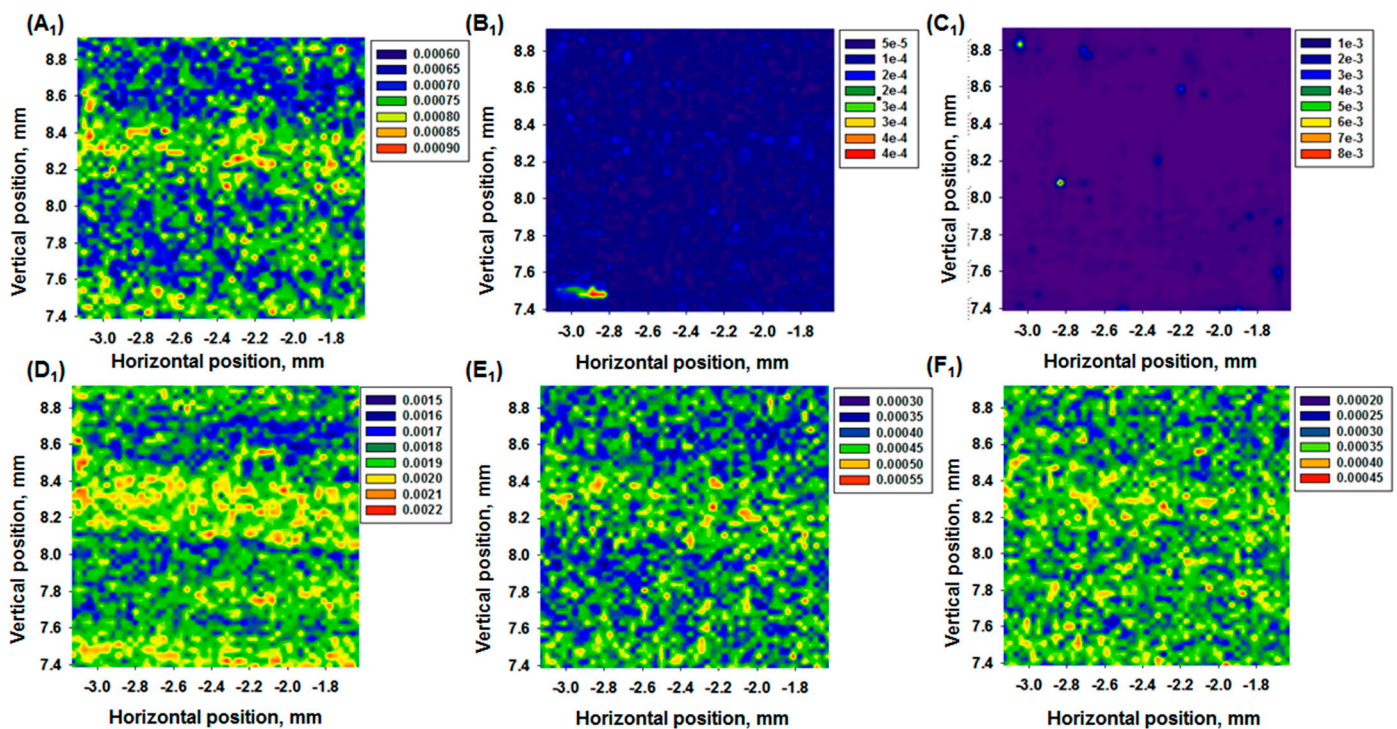 (A1)
Vertical position, mm
8.8
8.6
8.4
8.2
8.0
7.8
7.6
7.4
-3.0 -2.8 -2.6 -2.4 -2.2 -2.0 -1.8
Horizontal position, mm
0.00060
0.00065
0.00070
0.00075
0.00080
0.00085
0.00090
(B1)
Vertical position, mm
8.8
8.6
8.4
8.2
8.0
7.8
7.6
7.4
-3.0 -2.8 -2.6 -2.4 -2.2 -2.0 -1.8
Horizontal position, mm
5e-5
1e-4
2e-4
2e-4
3e-4
3e-4
4e-4
4e-4
(C1)
Vertical position, mm
8.8
8.6
8.4
8.2
8.0
7.8
7.6
7.4
-3.0 -2.8 -2.6 -2.4 -2.2 -2.0 -1.8
Horizontal position, mm
1e-3
2e-3
3e-3
4e-3
5e-3
6e-3
7e-3
8e-3
(D1)
Vertical position, mm
8.8
8.6
8.4
8.2
8.0
7.8
7.6
7.4
-3.0 -2.8 -2.6 -2.4 -2.2 -2.0 -1.8
Horizontal position, mm
0.0015
0.0016
0.0017
0.0018
0.0019
0.0020
0.0021
0.0022
(E1)
Vertical position, mm
8.8
8.6
8.4
8.2
8.0
7.8
7.6
7.4
-3.0 -2.8 -2.6 -2.4 -2.2 -2.0 -1.8
Horizontal position, mm
0.00030
0.00035
0.00040
0.00045
0.00050
0.00055
(F1)
Vertical position, mm
8.8
8.6
8.4
8.2
8.0
7.8
7.6
7.4
-3.0 -2.8 -2.6 -2.4 -2.2 -2.0 -1.8
Horizontal position, mm
0.00020
0.00025
0.00030
0.00035
0.00040
0.00045